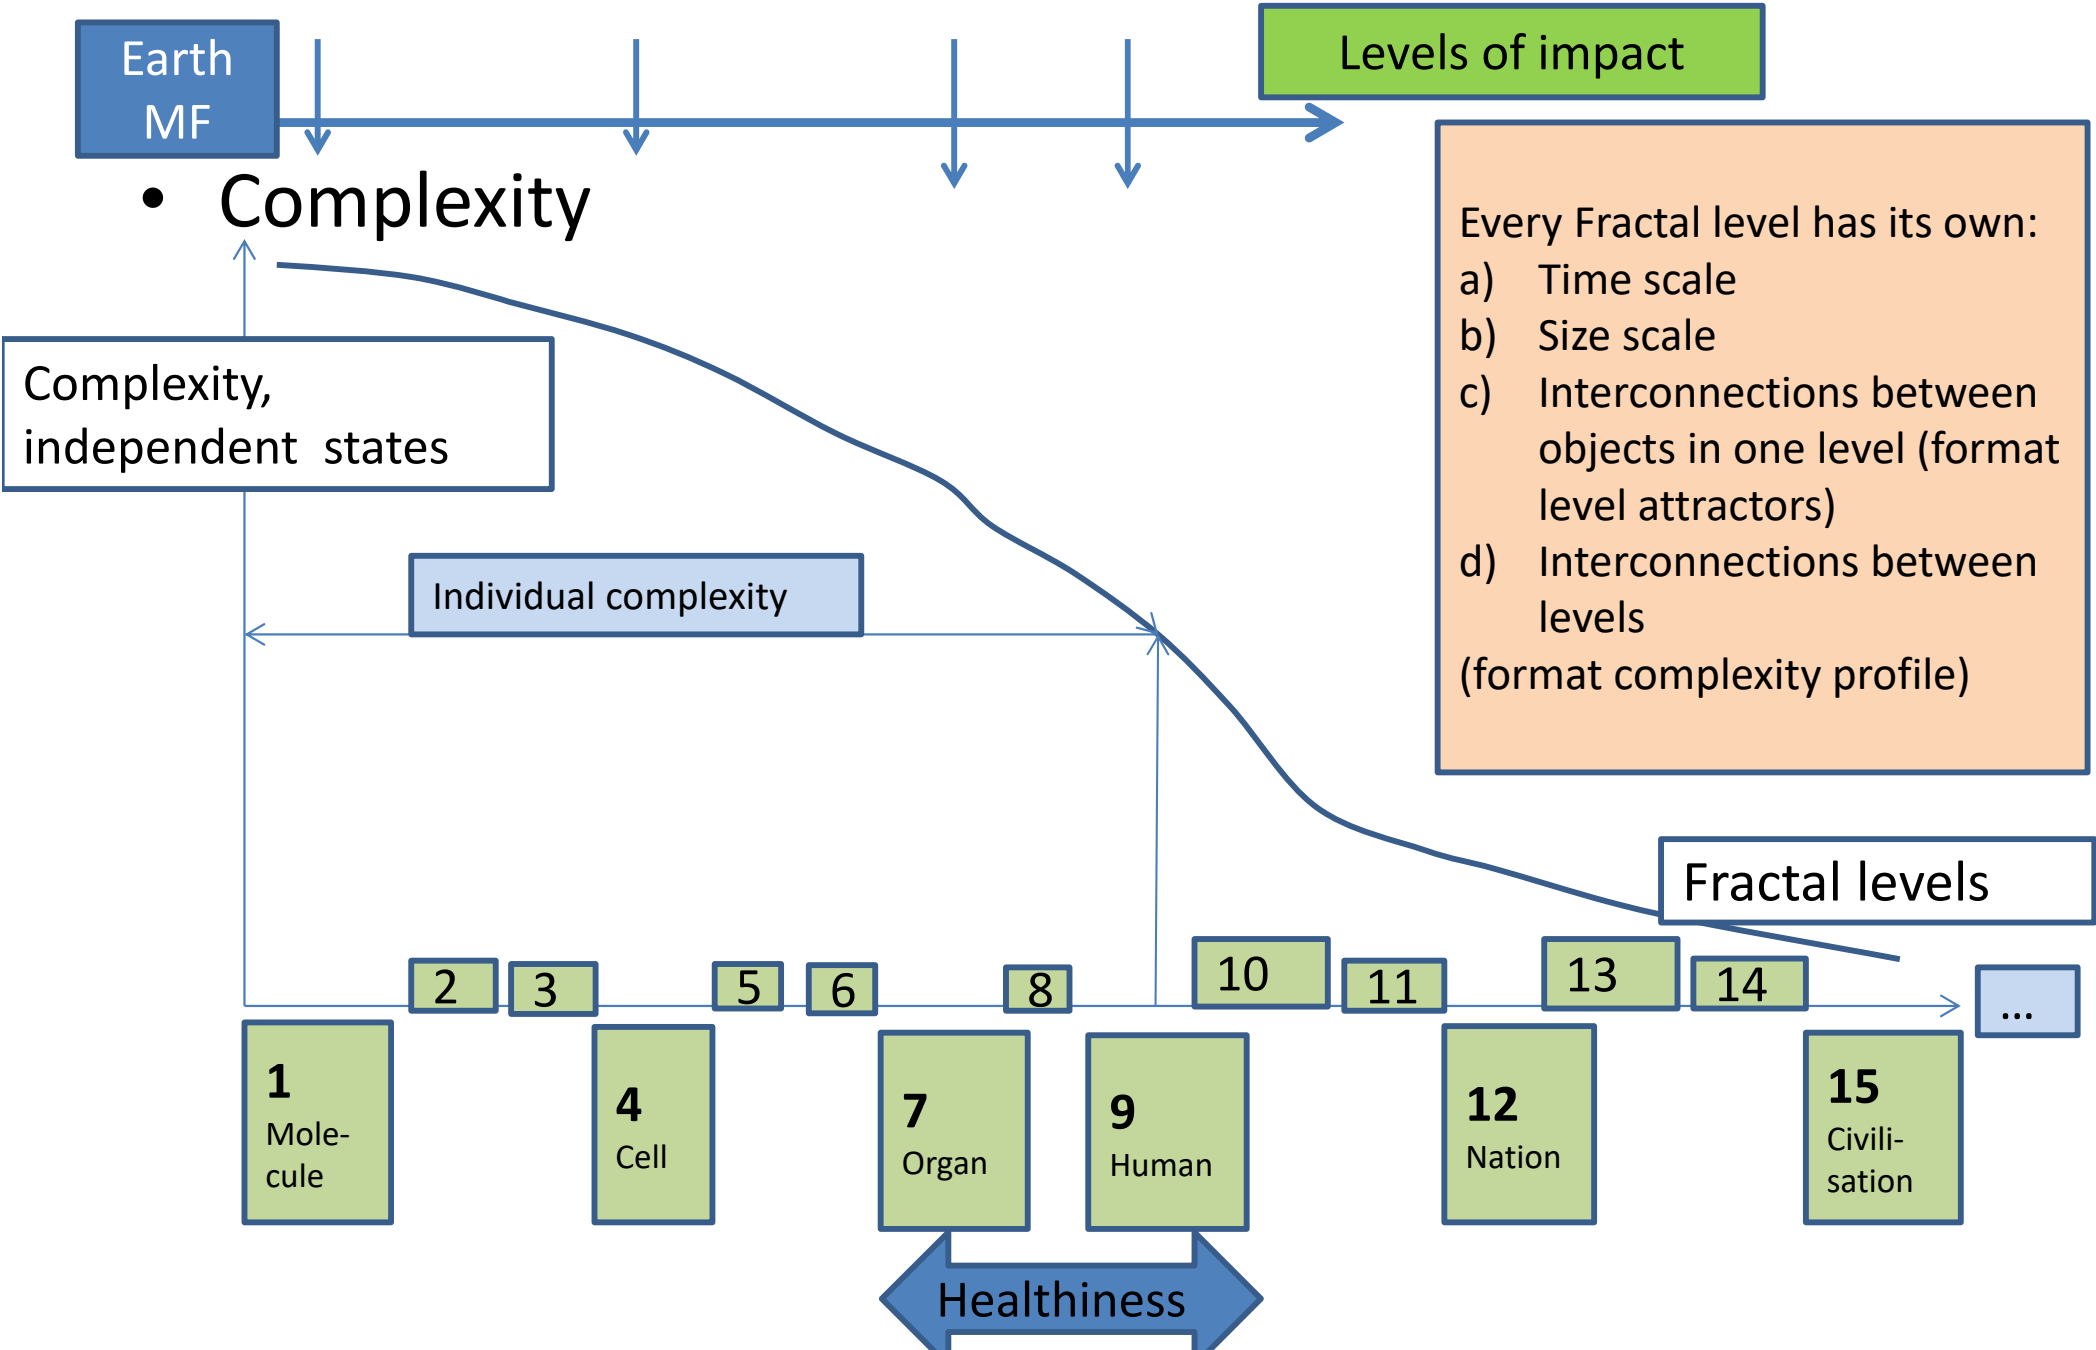 Earth
MF
Levels of impact
• Complexity
Complexity,
independent states
Individual complexity
Every Fractal level has its own:
a) Time scale
b) Size scale
c) Interconnections between
objects in one level (format
level attractors)
d) Interconnections between
levels
(format complexity profile)
Fractal levels
2
3
5
6
8
10
11
13
14
...
1
Mole-
cule
4
Cell
7
Organ
9
Human
12
Nation
15
Civili-
sation
Healthiness